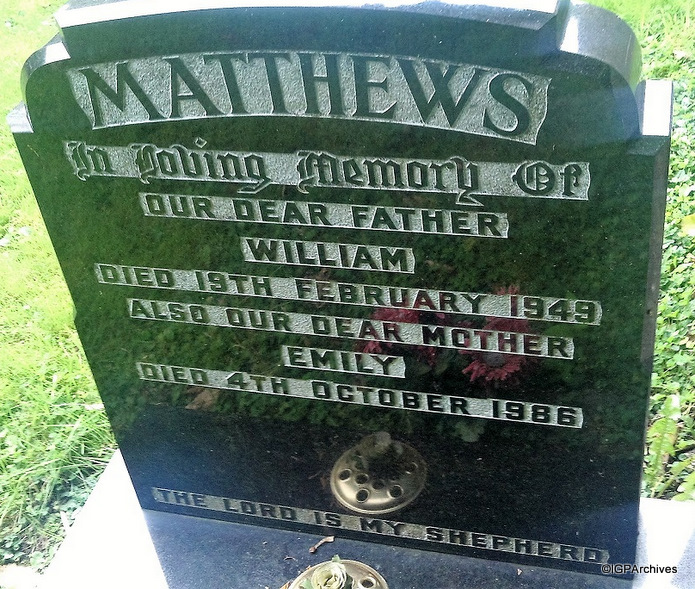 MATTHEWS
In Loving Memory Of
OUR DEAR FATHER
WILLIAM
DIED 19TH FEBRUARY 1949
ALSO OUR DEAR MOTHER
EMILY
DIED 4TH OCTOBER 1986
THE LORD IS MY SHEPHERD
©IGPArchives